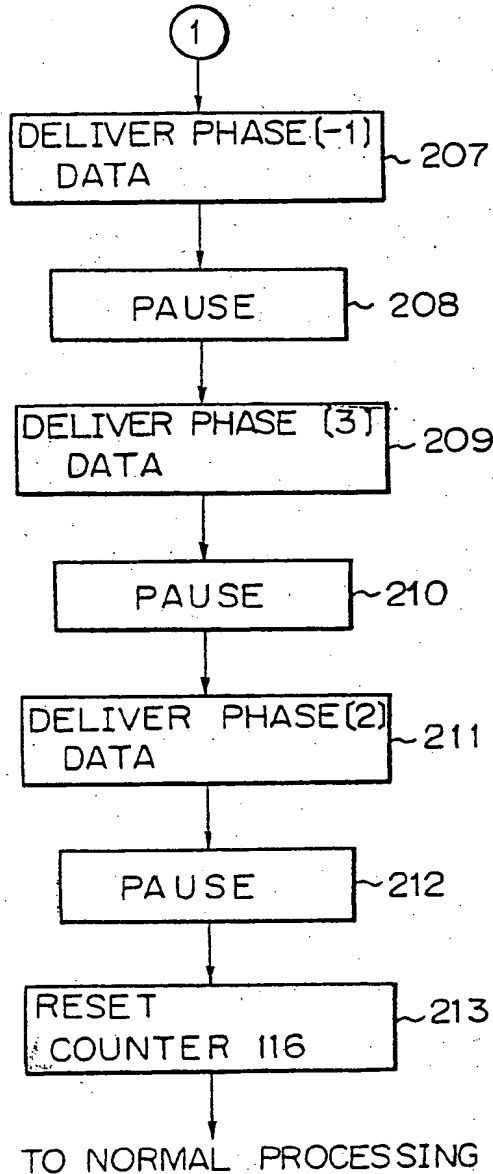 1
DELIVER PHASE(-1)
DATA
207
PAUSE
208
DELIVER PHASE (3)
DATA
209
PAUSE
210
DELIVER PHASE(2)
DATA
211
PAUSE
212
RESET
COUNTER 116
213
TO NORMAL PROCESSING